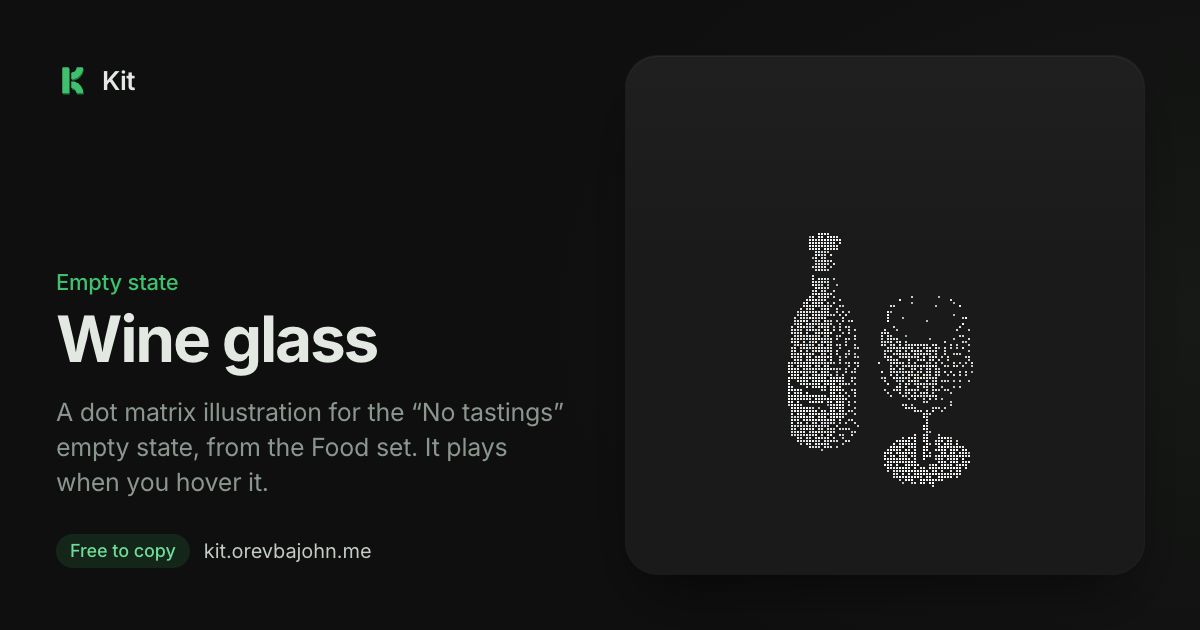 Kit
Empty state
Wine glass
A dot matrix illustration for the “No tastings”
empty state, from the Food set. It plays
when you hover it.
Free to copy
kit.orevbajohn.me